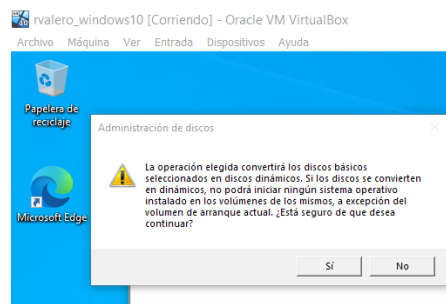 rvalero_windows10 [Corriendo] - Oracle VM VirtualBox
Archivo Máquina Ver Entrada Dispositivos Ayuda
Papelera de
reciclaje
Microsoft Edge
Administración de discos
La operación elegida convertirá los discos básicos
seleccionados en discos dinámicos. Si los discos se convierten
en dinámicos, no podrá iniciar ningún sistema operativo
instalado en los volúmenes de los mismos, a excepción del
volumen de arranque actual. ¿Está seguro de que desea
continuar?
Sí No